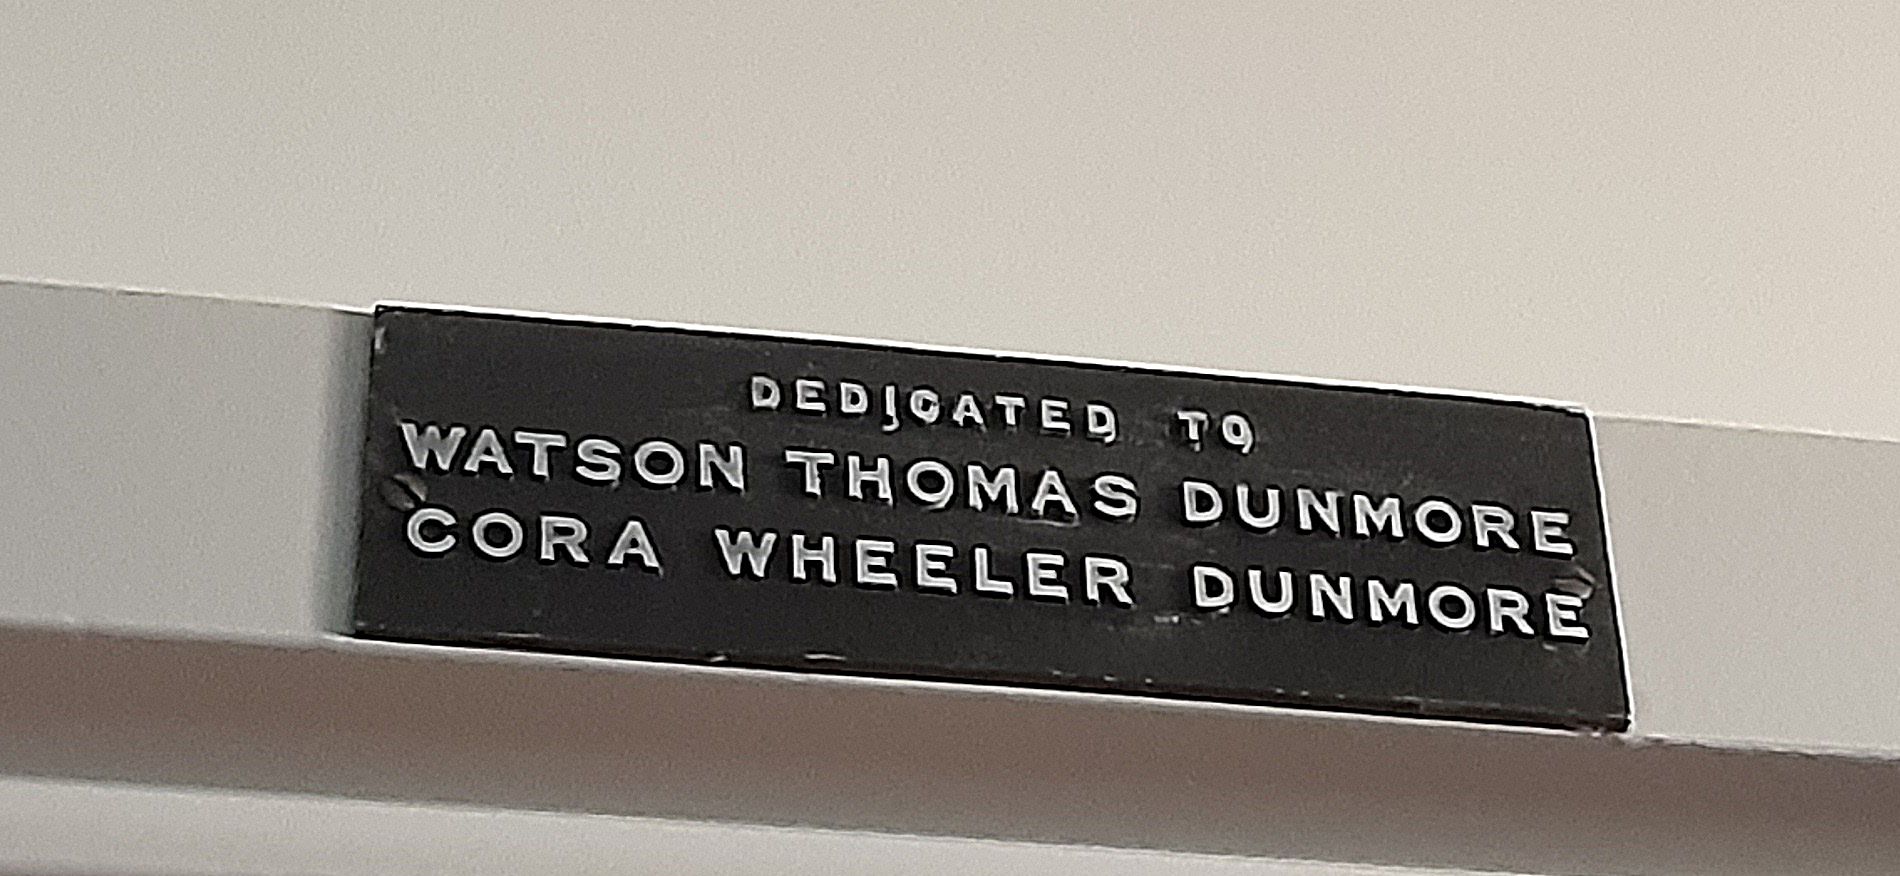 DEDICATED TO
WATSON THOMAS DUNMORE
CORA WHEELER DUNMORE